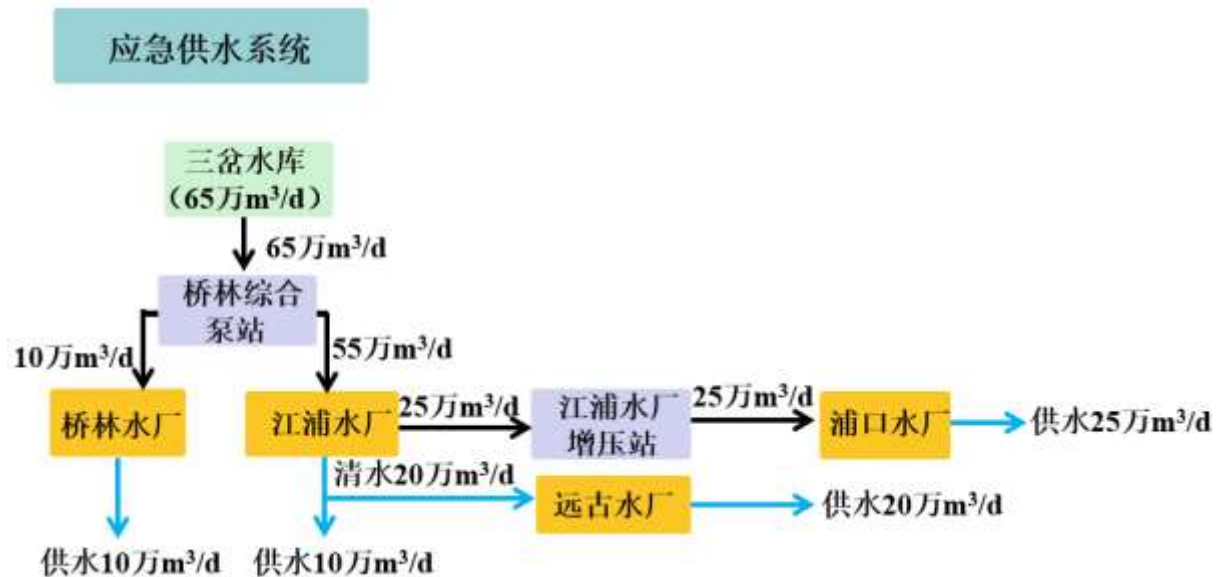 应急供水系统
三岔水库
（65万m³/d）
65万m³/d
桥林综合
泵站
10万m³/d
55万m³/d
桥林水厂
江浦水厂
25万m³/d
江浦水厂
增压站
25万m³/d
浦口水厂
供水25万m³/d
清水20万m³/d
远古水厂
供水20万m³/d
供水10万m³/d
供水10万m³/d